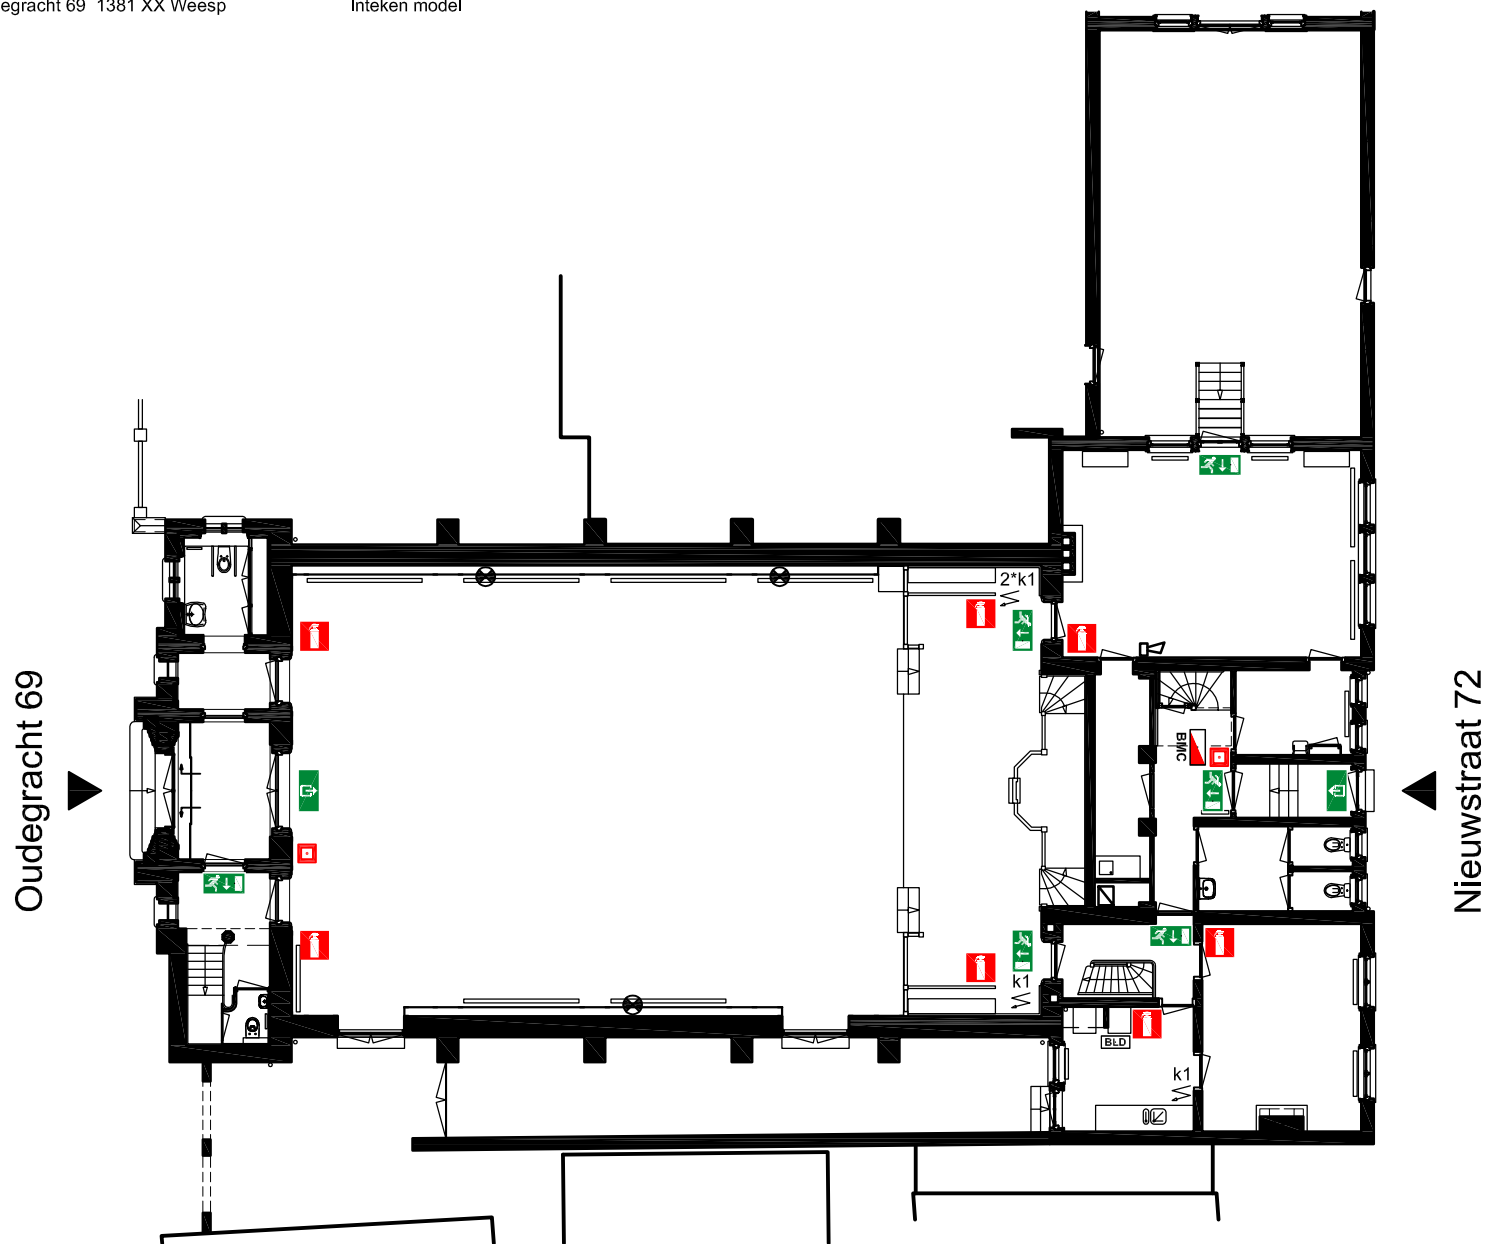 egracht 69 1381 XX Weesp
Inteken model
2*k1
Oudegracht 69
Nieuwstraat 72
BMC
k1
BLD
k1